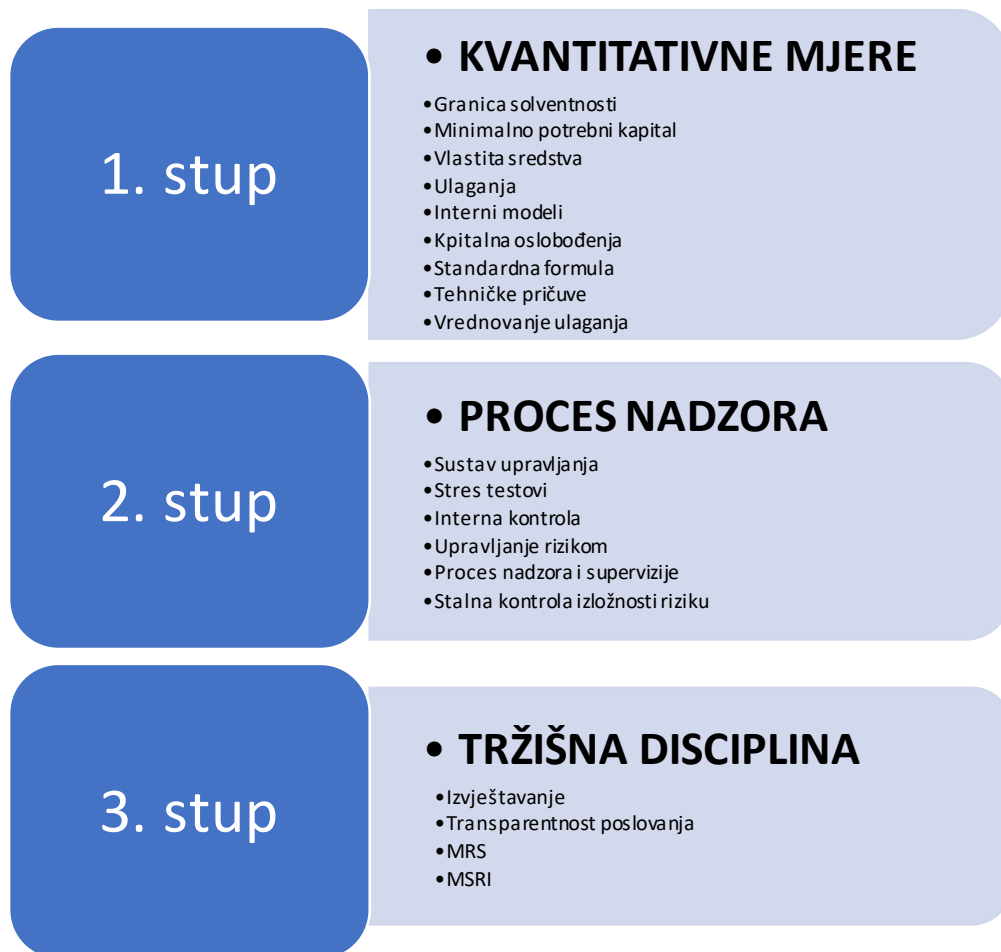 1. stup
• KVANTITATIVNE MJERE
•Granica solventnosti
•Minimalno potrebni kapital
•Vlastita sredstva
•Ulaganja
•Interni modeli
•Kpitalna oslobođenja
•Standardna formula
•Tehničke pričuve
•Vrednovanje ulaganja
2. stup
• PROCES NADZORA
•Sustav upravljanja
•Stres testovi
•Interna kontrola
•Upravljanje rizikom
•Proces nadzora i supervizije
•Stalna kontrola izložnosti riziku
3. stup
• TRŽIŠNA DISCIPLINA
•Izvještavanje
•Transparentnost poslovanja
•MRS
•MSRI